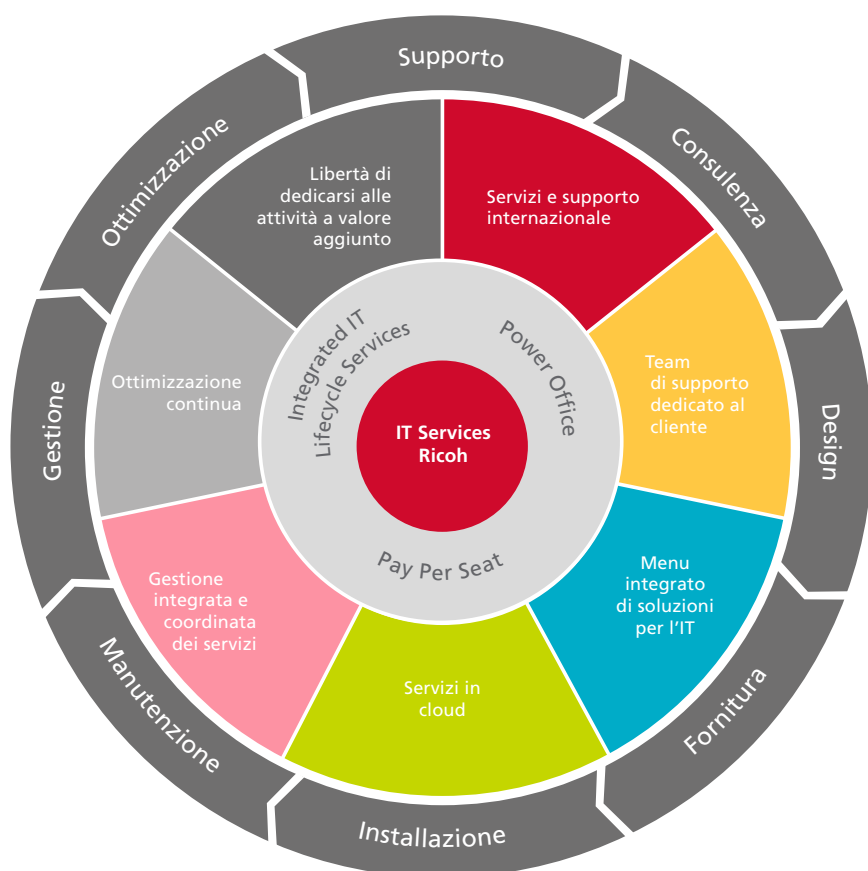 Supporto
Consulenza
Design
Fornitura
Installazione
Manutenzione
Gestione
Ottimizzazione
Servizi e supporto
internazionale
Team
di supporto
dedicato al
cliente
Menu
integrato
di soluzioni
per l'IT
Servizi in
cloud
Gestione
integrata e
coordinata
dei servizi
Ottimizzazione
continua
Libertà di
dedicarsi alle
attività a valore
aggiunto
Integrated IT
Lifecycle Services
Power Office
Pay Per Seat
IT Services
Ricoh